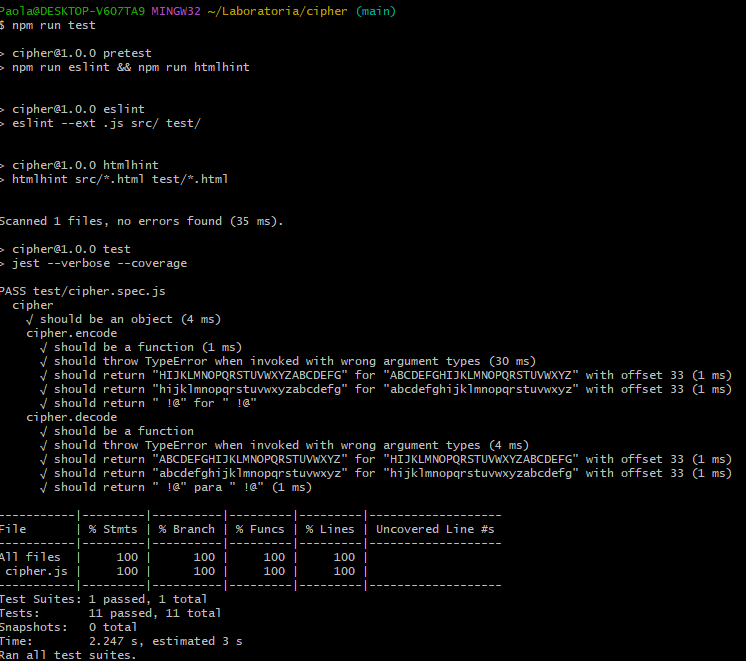 Paola@DESKTOP-V607TA9 MINGW32 ~/Laboratoria/cipher (main)
$ npm run test
> cipher@1.0.0 pretest
> npm run eslint && npm run htmlhint
> cipher@1.0.0 eslint
> eslint --ext .js src/ test/
> cipher@1.0.0 htmlhint
> htmlhint src/*.html test/*.html
Scanned 1 files, no errors found (35 ms).
> cipher@1.0.0 test
> jest --verbose --coverage
PASS test/cipher.spec.js
  cipher
    √ should be an object (4 ms)
    cipher.encode
      √ should be a function (1 ms)
      √ should throw TypeError when invoked with wrong argument types (30 ms)
      √ should return "HIJKLMNOPQRSTUVWXYZABCDEFG" for "ABCDEFGHIJKLMNOPQRSTUVWXYZ" with offset 33 (1 ms)
      √ should return "hijklmnopqrstuvwxyzabcdefg" for "abcdefghijklmnopqrstuvwxyz" with offset 33 (1 ms)
      √ should return " !@" for " !@"
    cipher.decode
      √ should be a function
      √ should throw TypeError when invoked with wrong argument types (4 ms)
      √ should return "ABCDEFGHIJKLMNOPQRSTUVWXYZ" for "HIJKLMNOPQRSTUVWXYZABCDEFG" with offset 33 (1 ms)
      √ should return "abcdefghijklmnopqrstuvwxyz" for "hijklmnopqrstuvwxyzabcdefg" with offset 33 (1 ms)
      √ should return " !@" para " !@" (1 ms)
-----------|---------|----------|---------|---------|-------------------
File       | % Stmts | % Branch | % Funcs | % Lines | Uncovered Line #s
-----------|---------|----------|---------|---------|-------------------
All files  |     100 |      100 |     100 |     100 |
 cipher.js |     100 |      100 |     100 |     100 |
-----------|---------|----------|---------|---------|-------------------
Test Suites: 1 passed, 1 total
Tests:       11 passed, 11 total
Snapshots:   0 total
Time:        2.247 s, estimated 3 s
Ran all test suites.